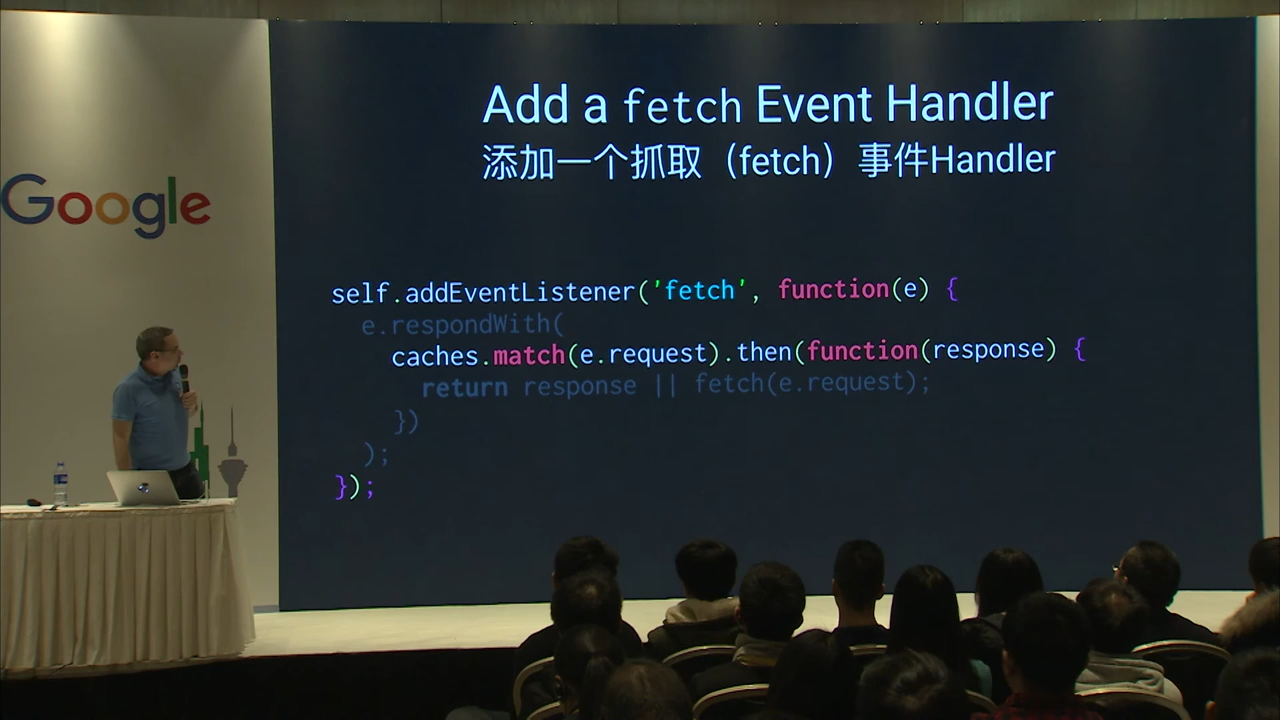 Google
Add a fetch Event Handler
添加一个抓取（fetch）事件Handler
self.addEventListener('fetch', function(e) {
e.respondWith(
caches.match(e.request).then(function(response) {
return response || fetch(e.request);
})
);
});